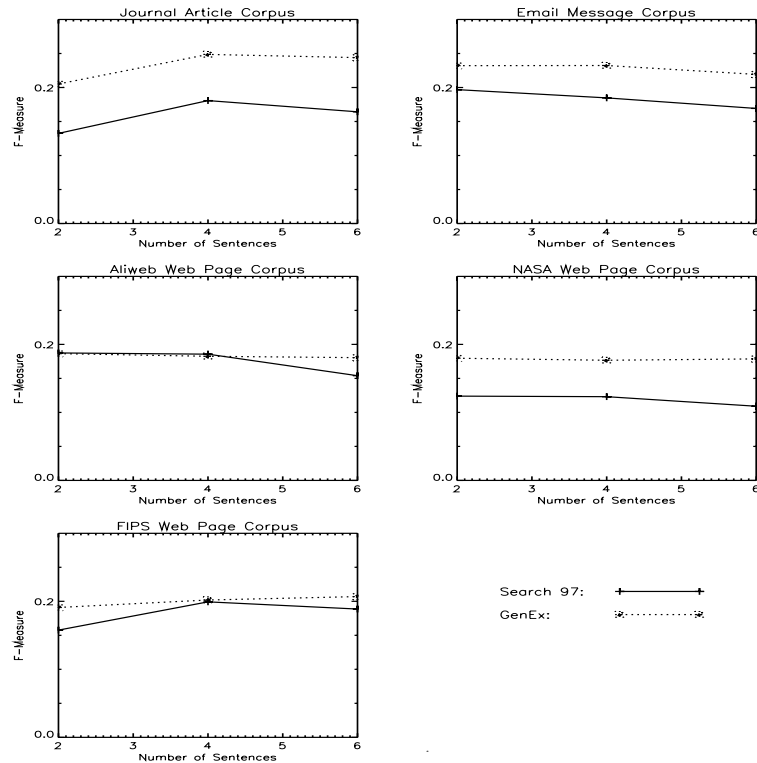 Journal Article Corpus
F-Measure
0.2
0.0
2 3 4 5 6
Number of Sentences
Email Message Corpus
F-Measure
0.2
0.0
2 3 4 5 6
Number of Sentences
Aliweb Web Page Corpus
F-Measure
0.2
0.0
2 3 4 5 6
Number of Sentences
NASA Web Page Corpus
F-Measure
0.2
0.0
2 3 4 5 6
Number of Sentences
FIPS Web Page Corpus
F-Measure
0.2
0.0
2 3 4 5 6
Number of Sentences
Search 97:
GenEx: